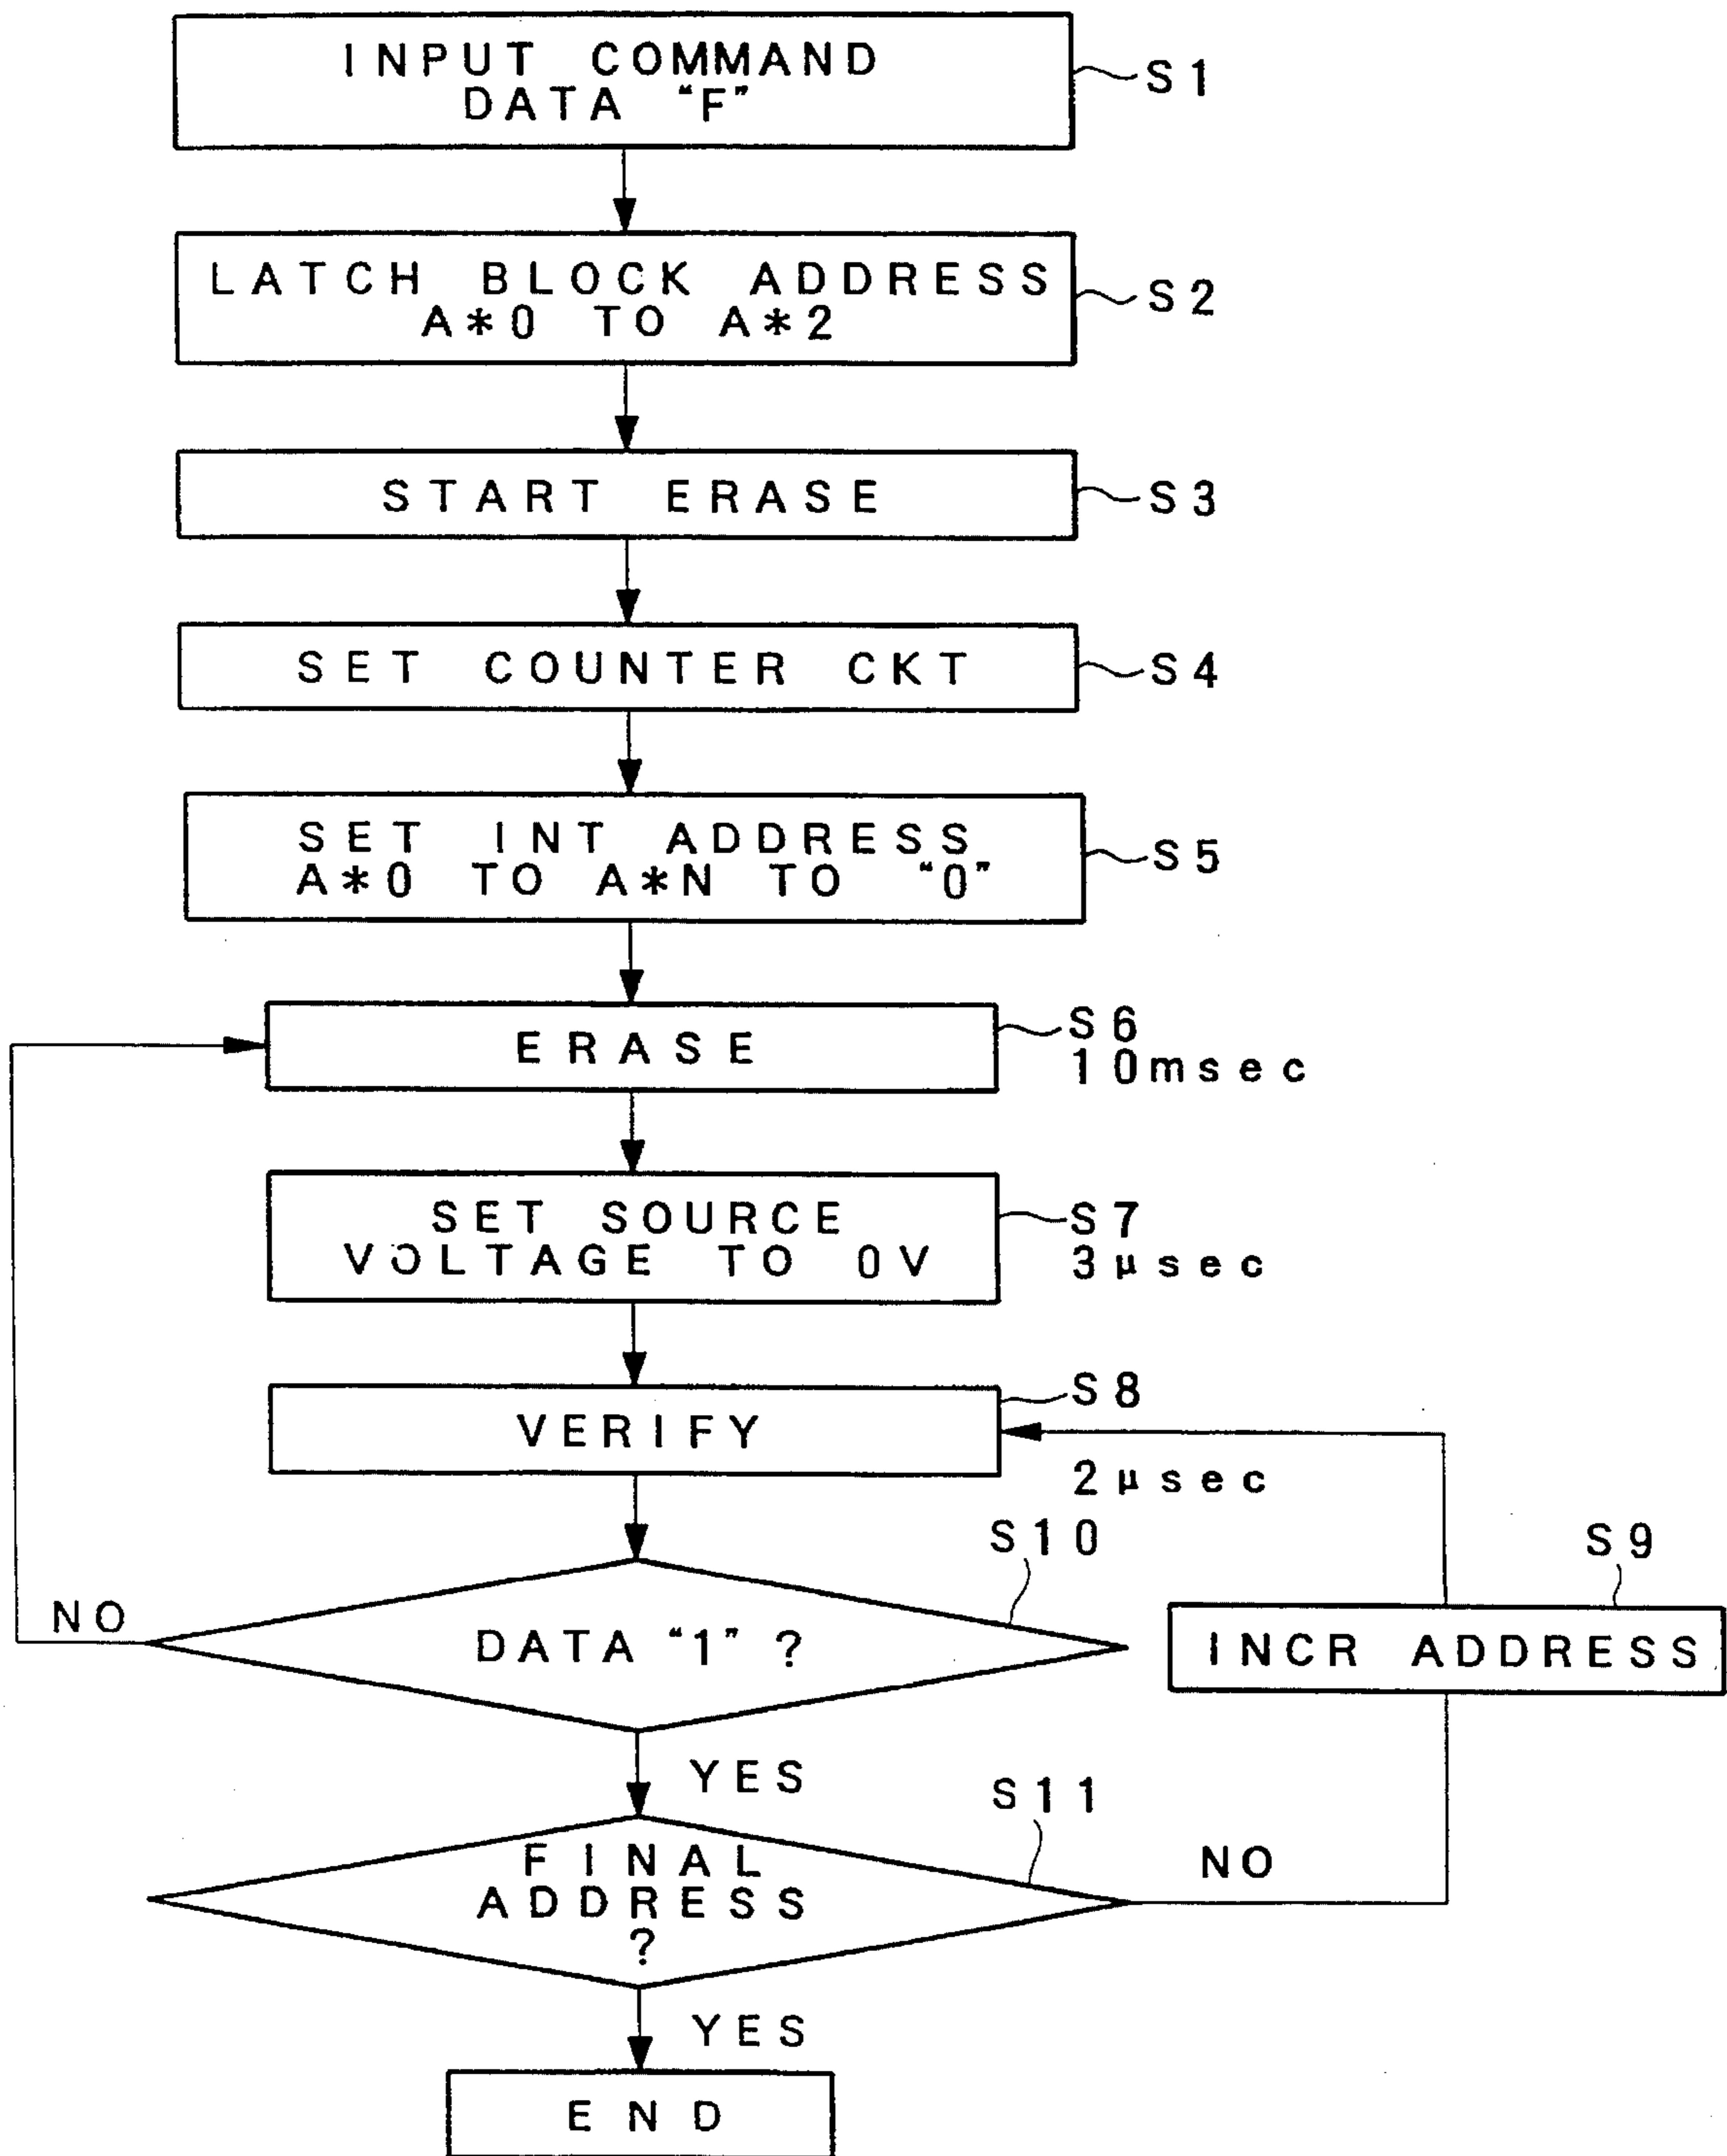 INPUT COMMAND
DATA “F”
S1
LATCH BLOCK ADDRESS
A*0 TO A*2
S2
START ERASE
S3
SET COUNTER CKT
S4
SET INT ADDRESS
A*0 TO A*N TO “0”
S5
ERASE
S6
10msec
SET SOURCE
VOLTAGE TO 0V
S7
3μsec
VERIFY
S8
2μsec
S10
S9
NO
DATA “1” ?
INCR ADDRESS
YES
S11
FINAL
ADDRESS
?
NO
YES
END